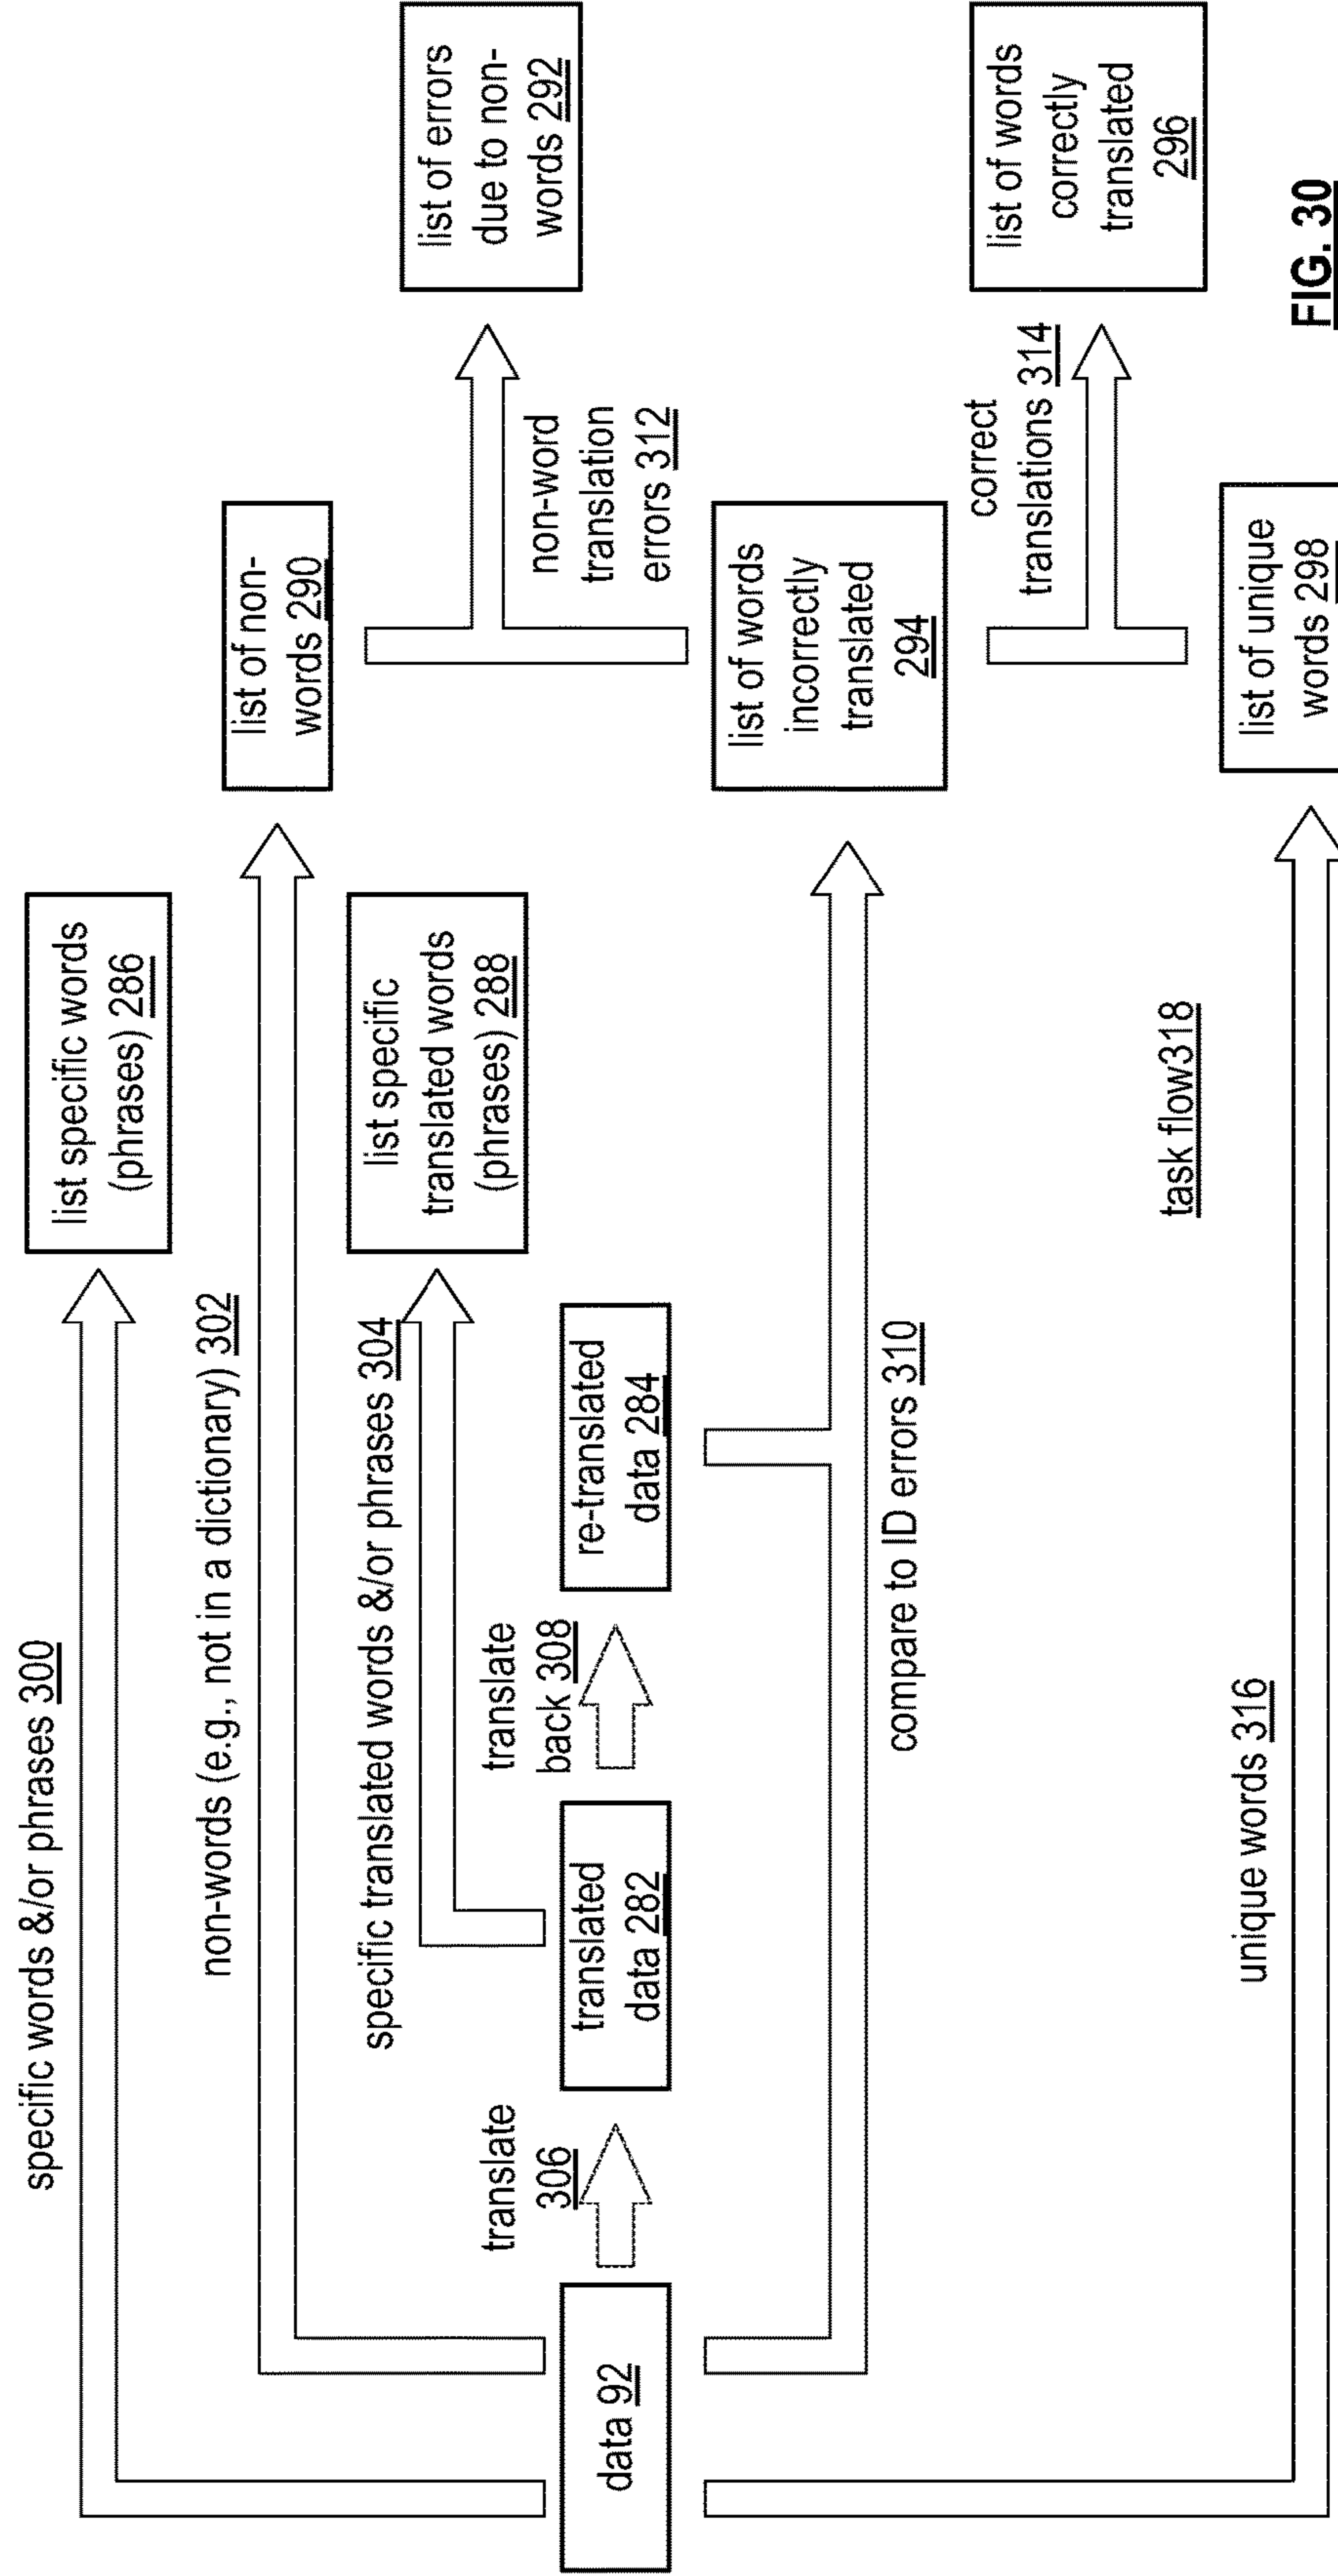 specific words &/or phrases 300
list specific words
(phrases) 286
non-words (e.g., not in a dictionary) 302
list of non-
words 290
specific translated words &/or phrases 304
list specific
translated words
(phrases) 288
list of errors
due to non-
words 292
non-word
translation
errors 312
data 92
translate
306
translated
data 282
translate
back 308
re-translated
data 284
compare to ID errors 310
list of words
incorrectly
translated
294
correct
translations 314
list of words
correctly
translated
296
task flow318
unique words 316
list of unique
words 298
FIG. 30